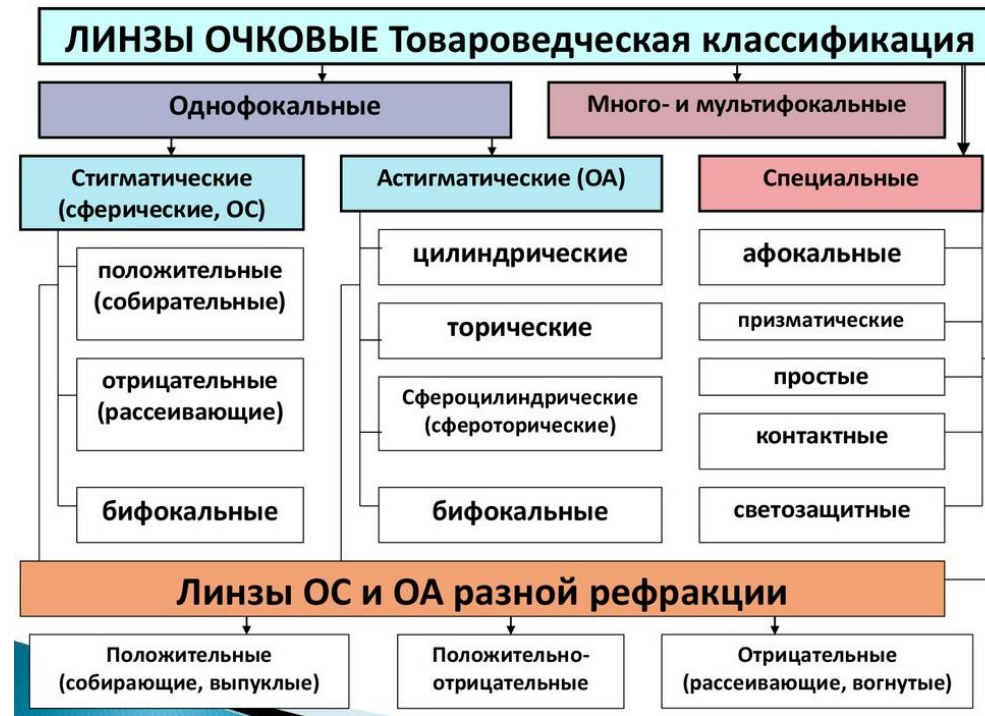 ЛИНЗЫ ОЧКОВЫЕ Товароведческая классификация
Однофокальные
Много- и мультифокальные
Стигматические
(сферические, ОС)
положительные
(собирательные)
отрицательные
(рассеивающие)
бифокальные
Астигматические (ОА)
цилиндрические
торические
Сфероцилиндрические
(сфероторические)
бифокальные
Специальные
афокальные
призматические
простые
контактные
светозащитные
Линзы ОС и ОА разной рефракции
Положительные
(собирающие, выпуклые)
Положительно-
отрицательные
Отрицательные
(рассеивающие, вогнутые)